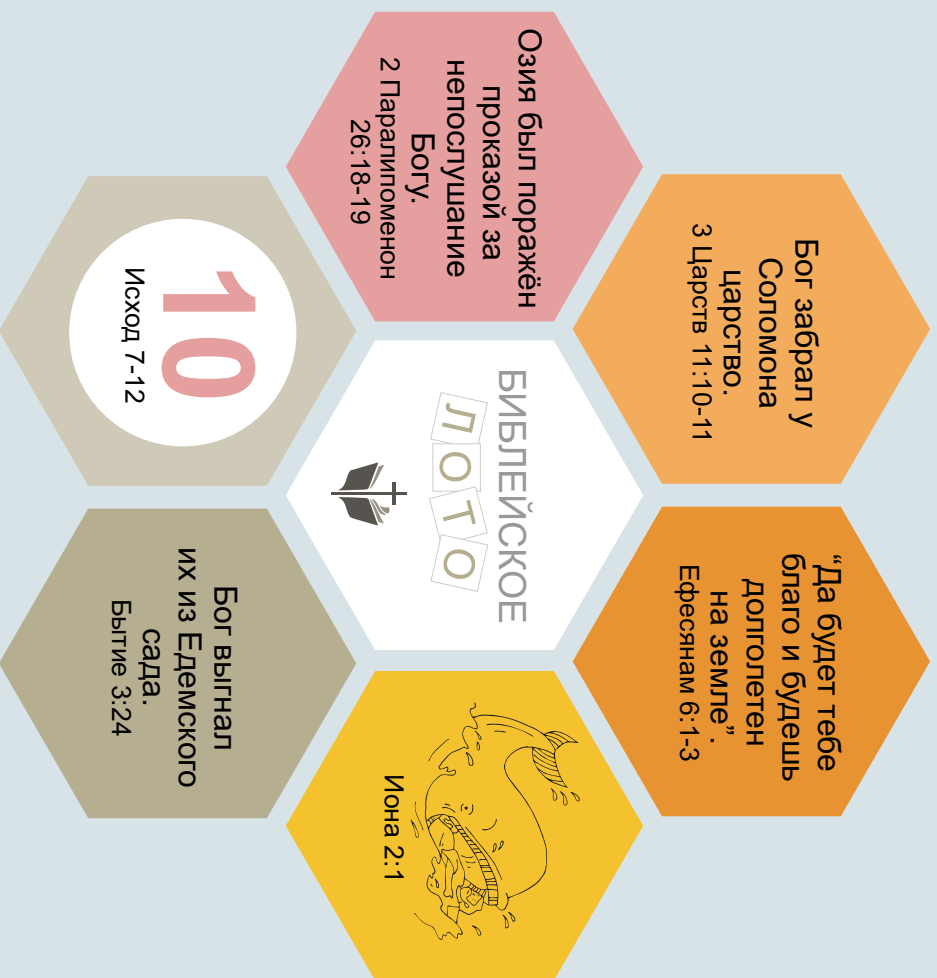 Бог забрал у
Соломона
царство.
3 Царств 11:10-11
“Да будет тебе
благо и будешь
долголетен
на земле”.
Ефесянам 6:1-3
Озия был поражён
проказой за
непослушание
Богу.
2 Паралипоменон
26:18-19
БИБЛЕЙСКОЕ
ЛОТО
Иона 2:1
10
Исход 7-12
Бог выгнал
их из Едемского
сада.
Бытие 3:24